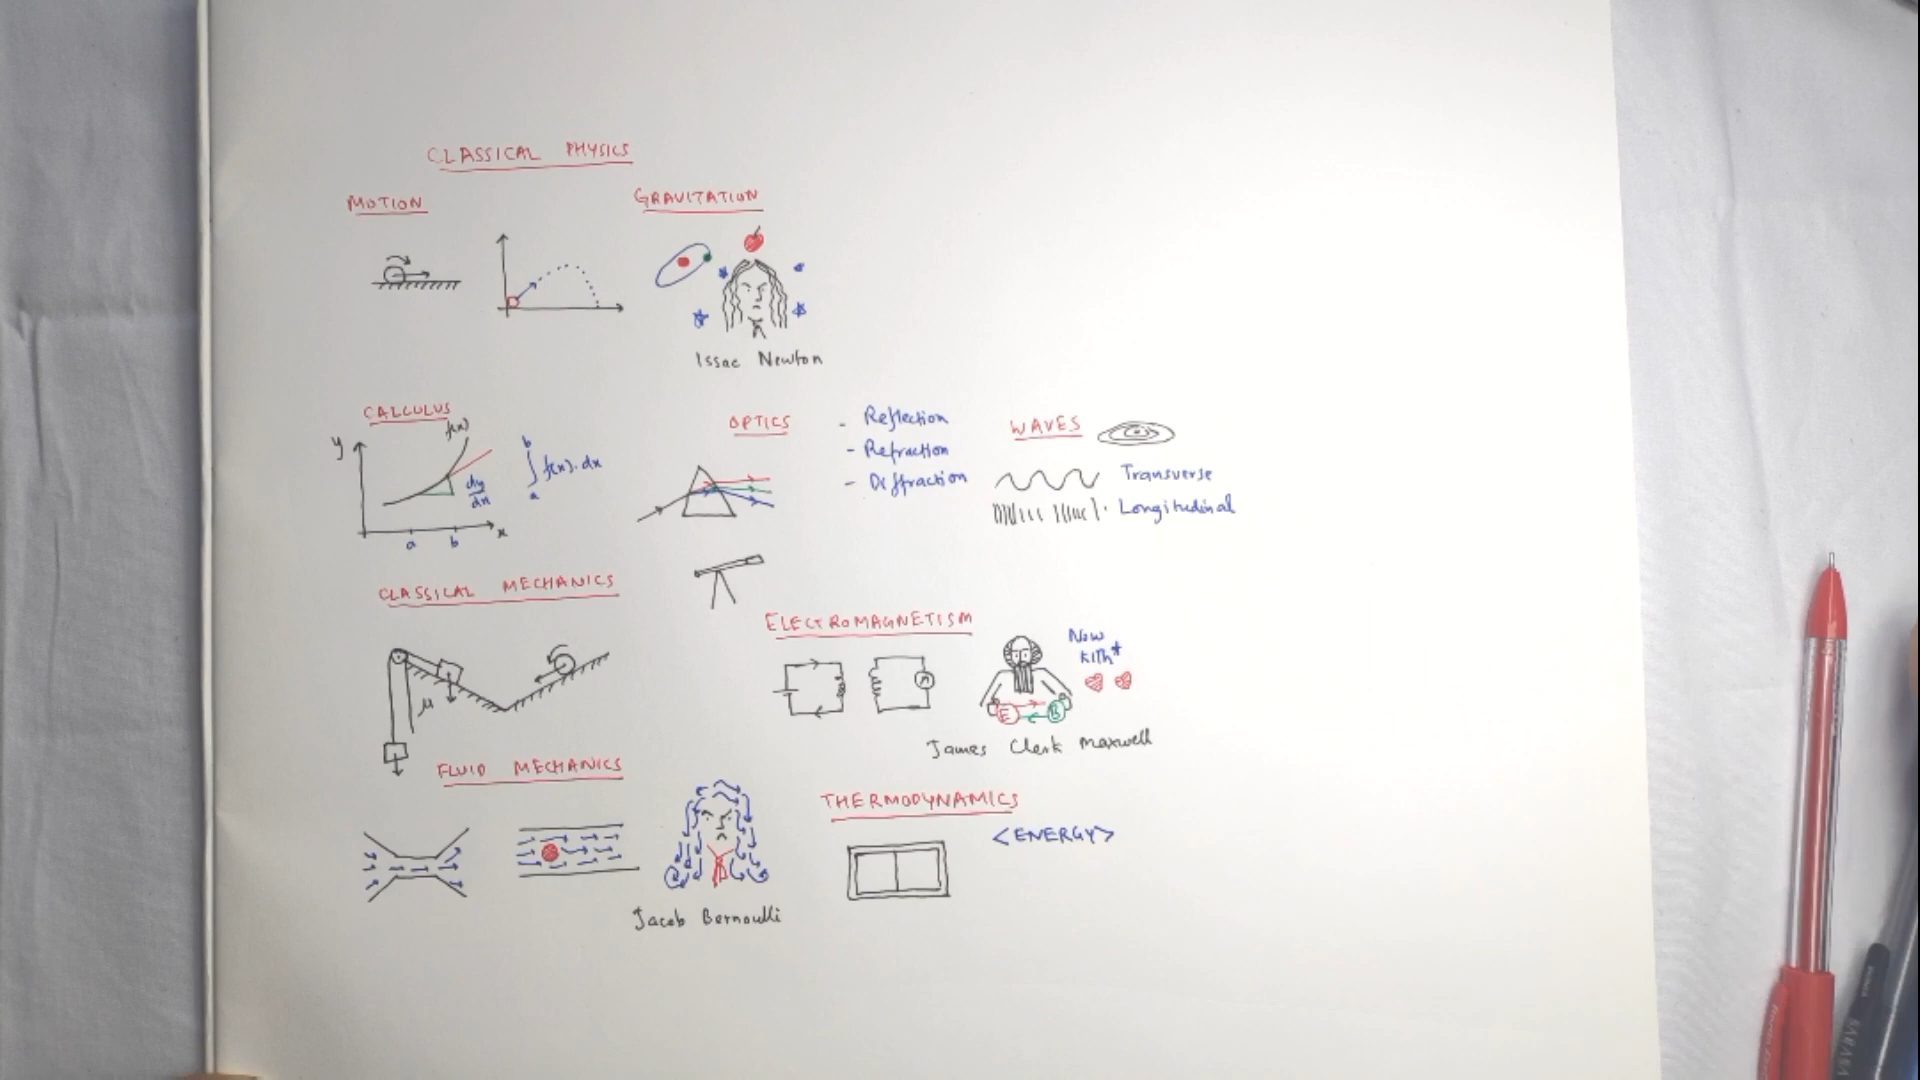 CLASSICAL PHYSICS
MOTION
GRAVITATION
Issac Newton
CALCULUS
y
f(x)
dy
dx
b
∫ f(x).dx
a
x
a b
OPTICS
- Reflection
- Refraction
- Diffraction
WAVES
Transverse
Longitudinal
CLASSICAL MECHANICS
μ
ELECTROMAGNETISM
A
Now
KITH*
E B
James Clerk Maxwell
FLUID MECHANICS
Jacob Bernoulli
THERMODYNAMICS
<ENERGY>